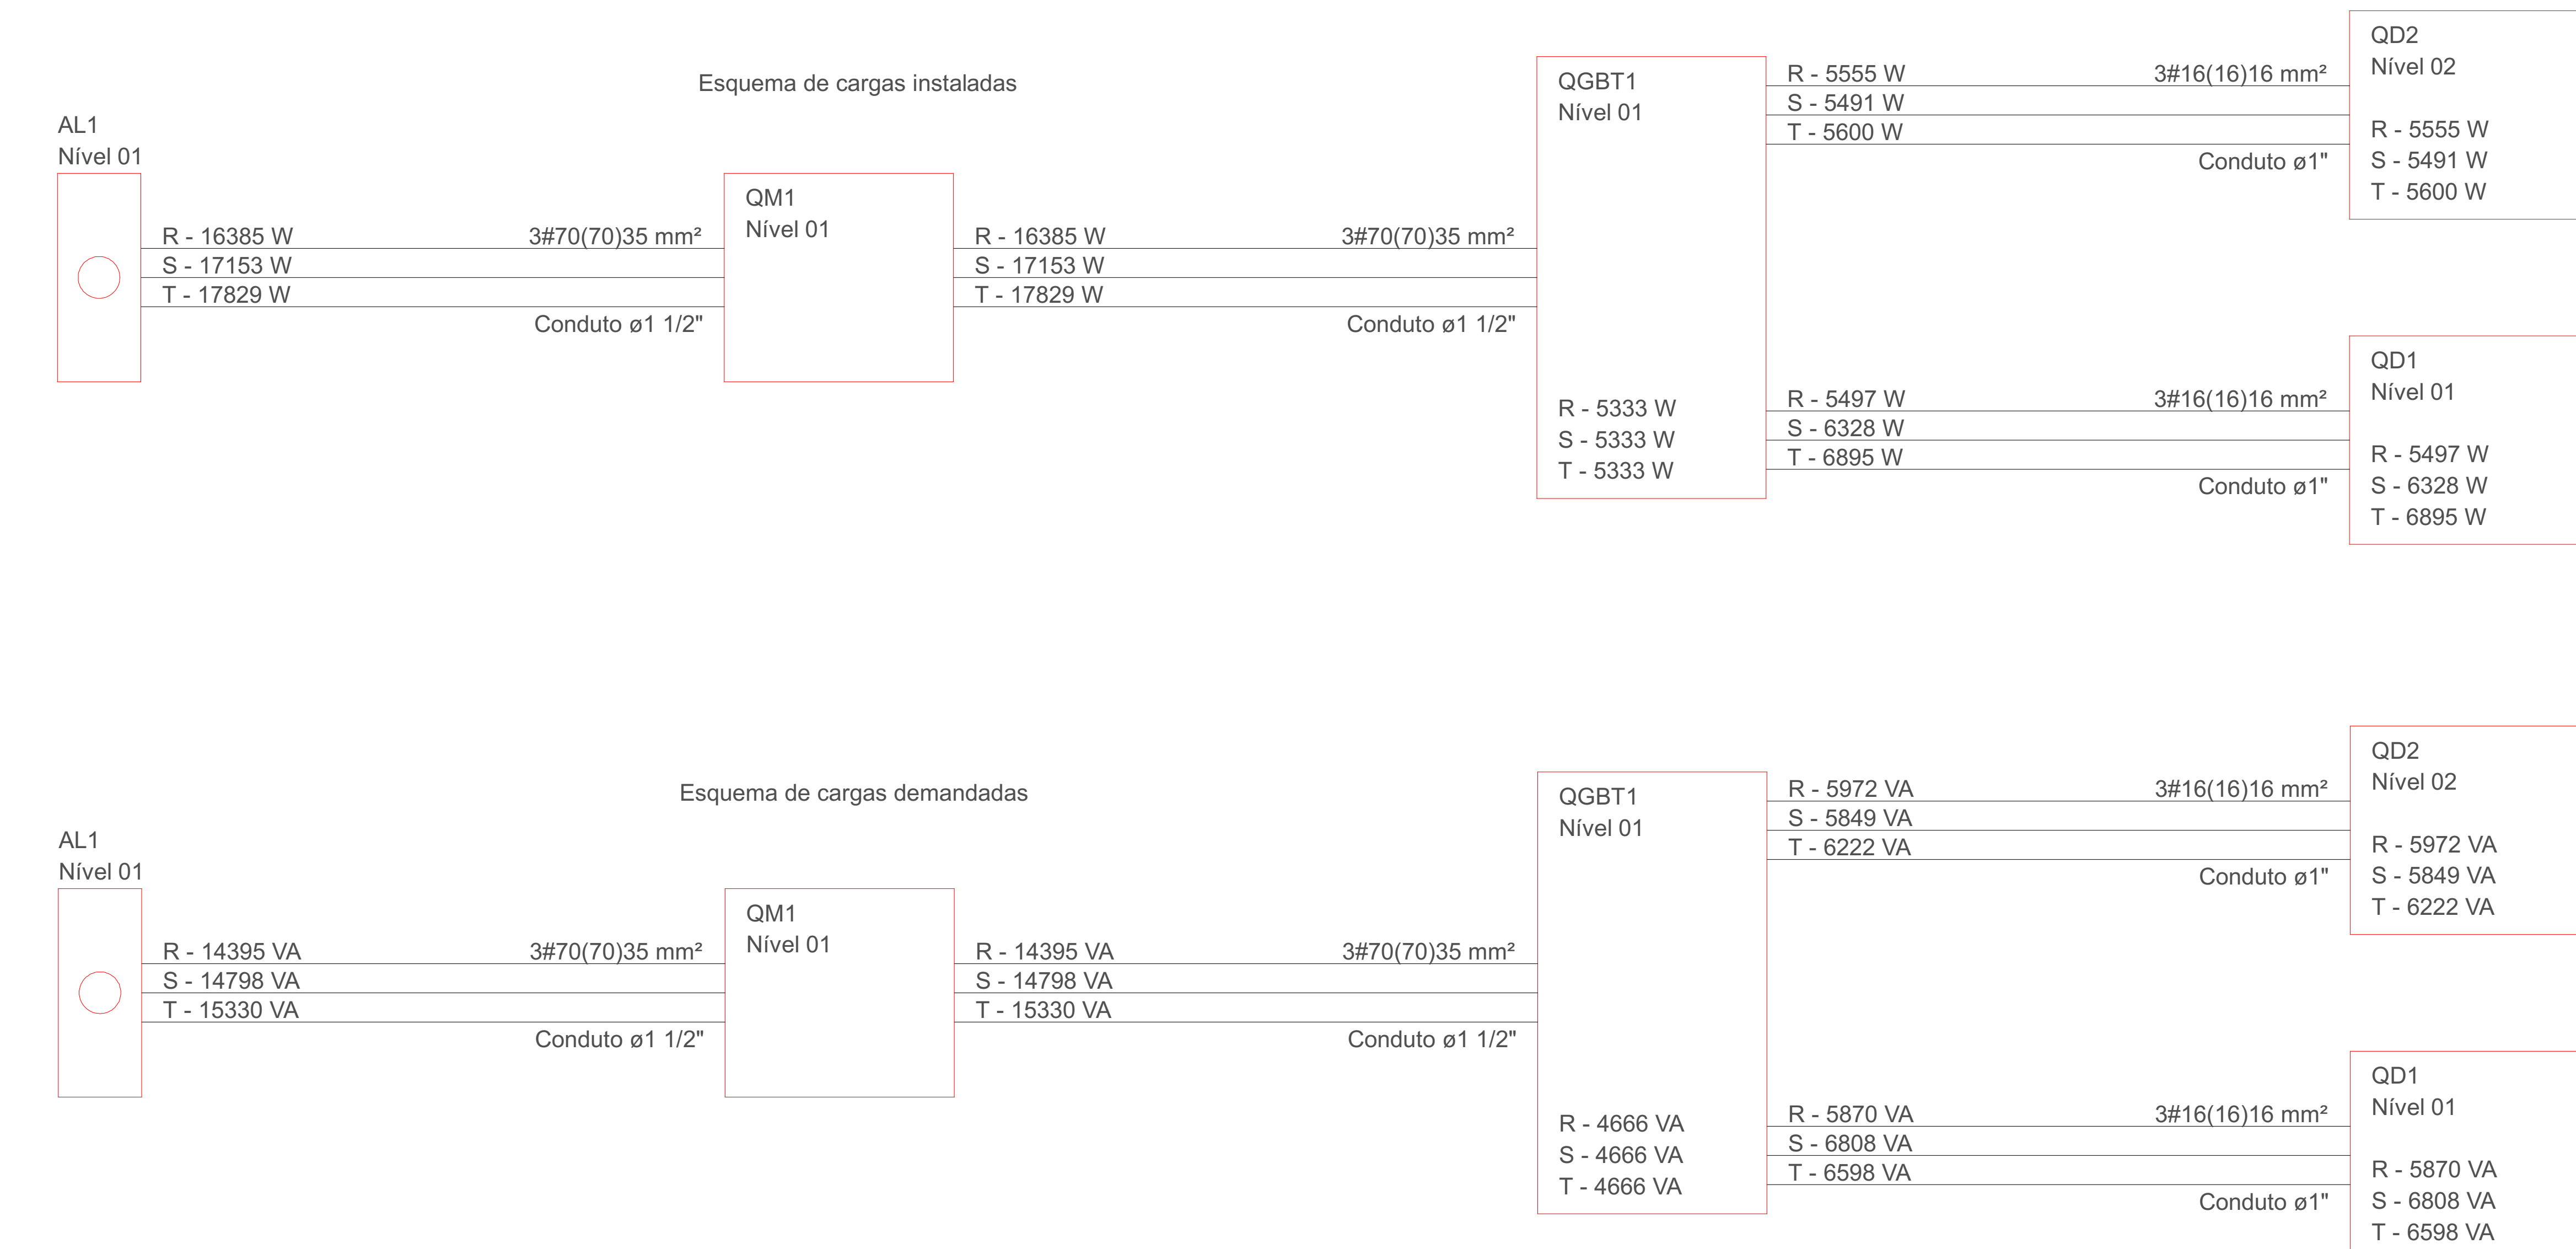 Esquema de cargas instaladas
AL1
Nível 01
R - 16385 W
S - 17153 W
T - 17829 W
3#70(70)35 mm²
Conduto ø1 1/2"
QM1
Nível 01
R - 16385 W
S - 17153 W
T - 17829 W
3#70(70)35 mm²
Conduto ø1 1/2"
QGBT1
Nível 01
R - 5333 W
S - 5333 W
T - 5333 W
R - 5555 W
S - 5491 W
T - 5600 W
3#16(16)16 mm²
Conduto ø1"
QD2
Nível 02
R - 5555 W
S - 5491 W
T - 5600 W
R - 5497 W
S - 6328 W
T - 6895 W
3#16(16)16 mm²
Conduto ø1"
QD1
Nível 01
R - 5497 W
S - 6328 W
T - 6895 W
Esquema de cargas demandadas
AL1
Nível 01
R - 14395 VA
S - 14798 VA
T - 15330 VA
3#70(70)35 mm²
Conduto ø1 1/2"
QM1
Nível 01
R - 14395 VA
S - 14798 VA
T - 15330 VA
3#70(70)35 mm²
Conduto ø1 1/2"
QGBT1
Nível 01
R - 4666 VA
S - 4666 VA
T - 4666 VA
R - 5972 VA
S - 5849 VA
T - 6222 VA
3#16(16)16 mm²
Conduto ø1"
QD2
Nível 02
R - 5972 VA
S - 5849 VA
T - 6222 VA
R - 5870 VA
S - 6808 VA
T - 6598 VA
3#16(16)16 mm²
Conduto ø1"
QD1
Nível 01
R - 5870 VA
S - 6808 VA
T - 6598 VA